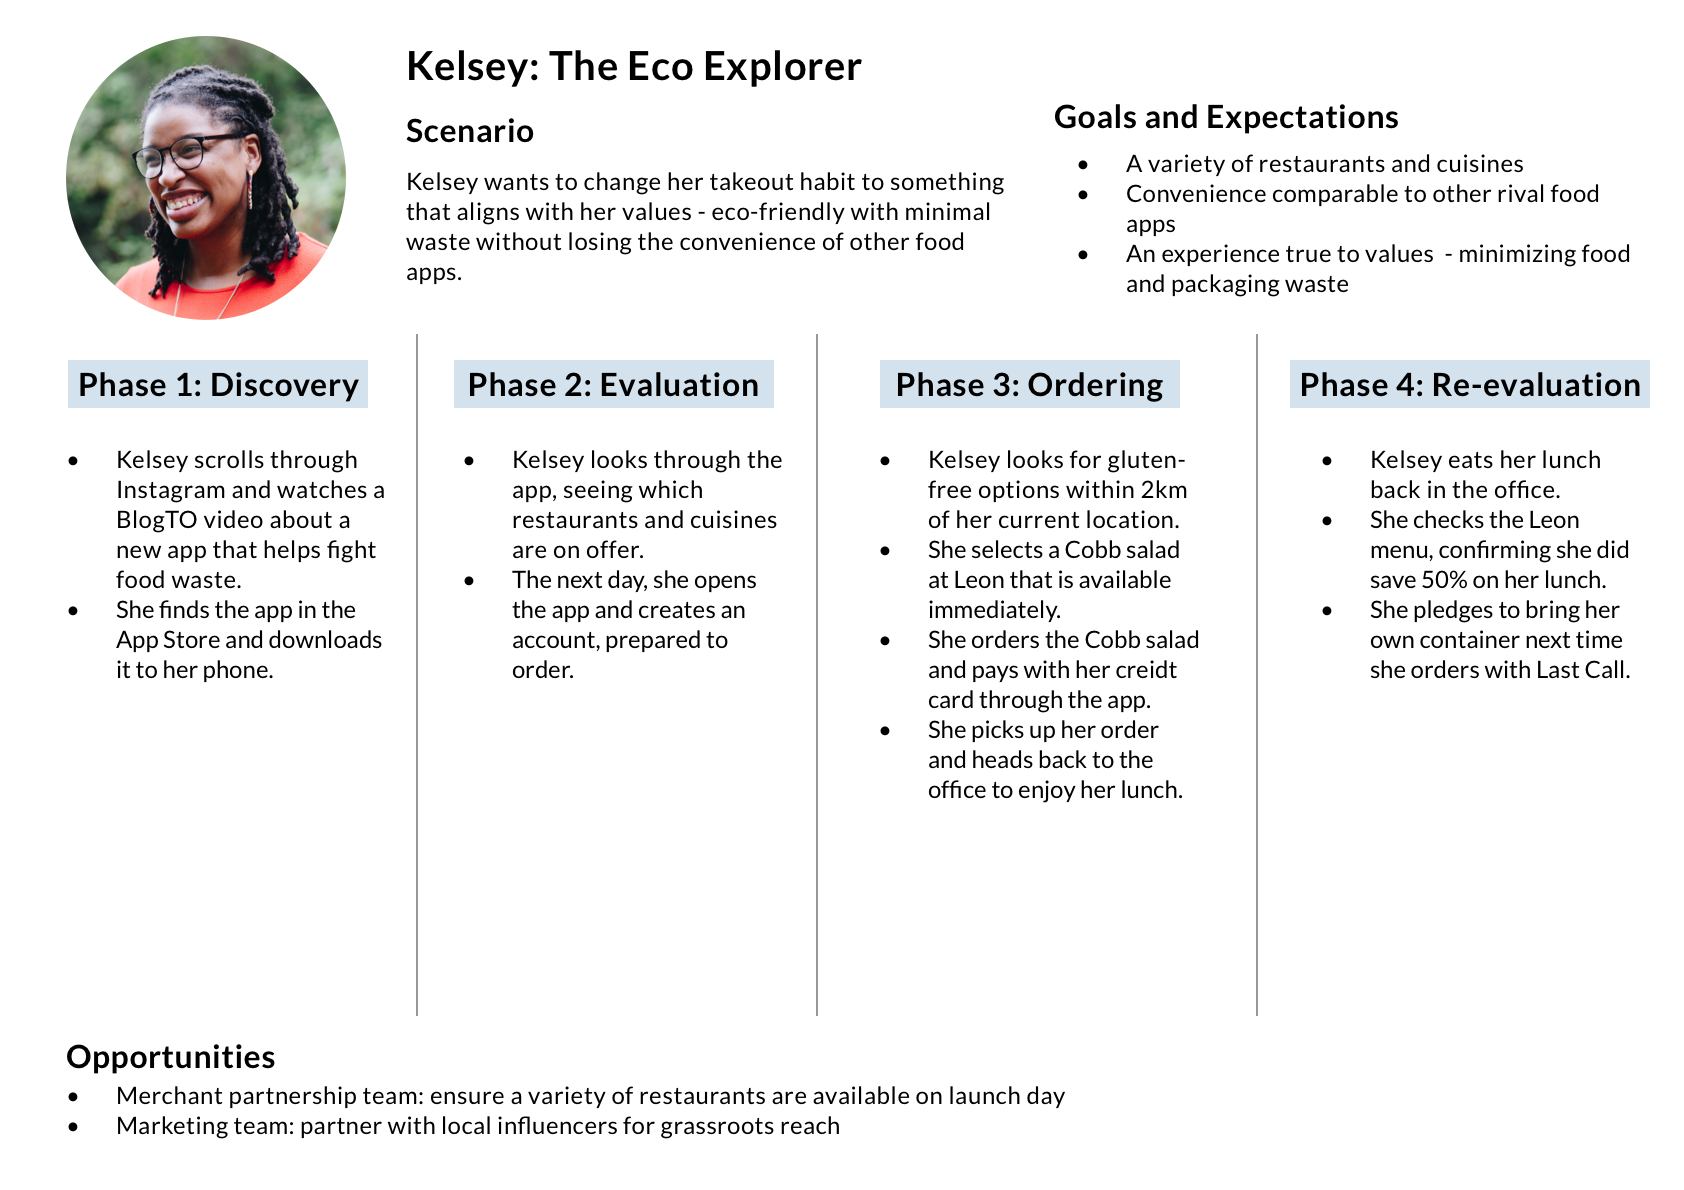 Kelsey: The Eco Explorer
Scenario
Kelsey wants to change her takeout habit to something
that aligns with her values - eco-friendly with minimal
waste without losing the convenience of other food
apps.
Goals and Expectations
• A variety of restaurants and cuisines
• Convenience comparable to other rival food
apps
• An experience true to values  - minimizing food
and packaging waste
Phase 1: Discovery
• Kelsey scrolls through
Instagram and watches a
BlogTO video about a
new app that helps fight
food waste.
• She finds the app in the
App Store and downloads
it to her phone.
Phase 2: Evaluation
• Kelsey looks through the
app, seeing which
restaurants and cuisines
are on offer.
• The next day, she opens
the app and creates an
account, prepared to
order.
Phase 3: Ordering
• Kelsey looks for gluten-
free options within 2km
of her current location.
• She selects a Cobb salad
at Leon that is available
immediately.
• She orders the Cobb salad
and pays with her creidt
card through the app.
• She picks up her order
and heads back to the
office to enjoy her lunch.
Phase 4: Re-evaluation
• Kelsey eats her lunch
back in the office.
• She checks the Leon
menu, confirming she did
save 50% on her lunch.
• She pledges to bring her
own container next time
she orders with Last Call.
Opportunities
• Merchant partnership team: ensure a variety of restaurants are available on launch day
• Marketing team: partner with local influencers for grassroots reach